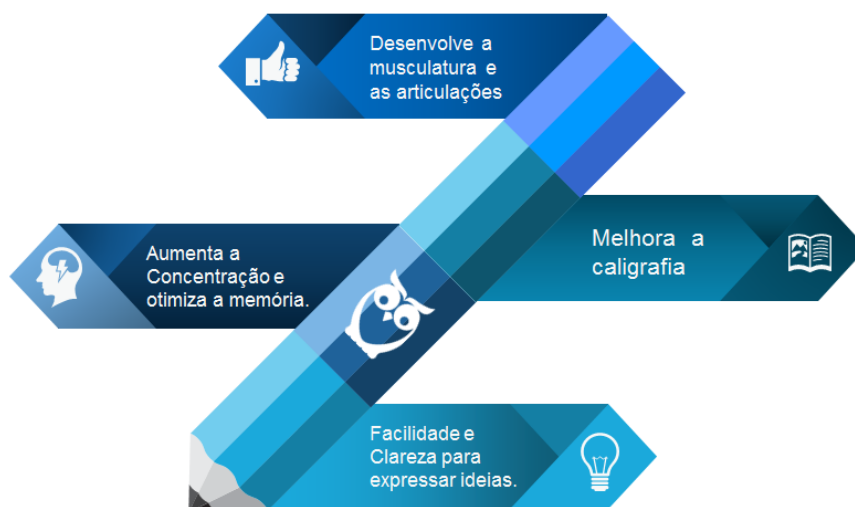 Desenvolve a
musculatura e
as articulações
Aumenta a
Concentração e
otimiza a memória.
Melhora a
caligrafia
Facilidade e
Clareza para
expressar ideias.